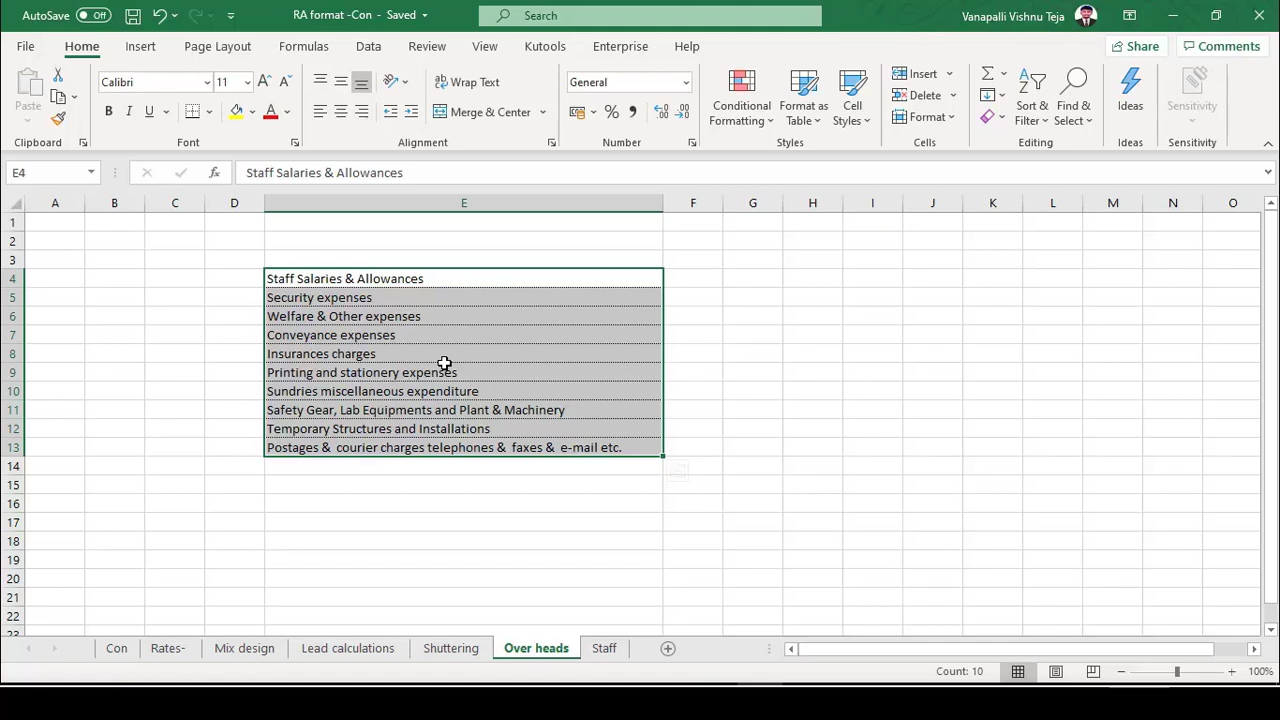 AutoSave Off RA format -Con - Saved Search Vanapalli Vishnu Teja
File Home Insert Page Layout Formulas Data Review View Kutools Enterprise Help Share Comments
Paste Calibri 11 A A Wrap Text General Conditional Formatting Format as Table Cell Styles Insert Sort & Filter Find & Select Ideas Sensitivity
B I U A Merge & Center % , Delete
Format
Clipboard Font Alignment Number Styles Cells Editing Ideas Sensitivity
E4 fx Staff Salaries & Allowances
A B C D E F G H I J K L M N O
1
2
3
4 Staff Salaries & Allowances
5 Security expenses
6 Welfare & Other expenses
7 Conveyance expenses
8 Insurances charges
9 Printing and stationery expenses
10 Sundries miscellaneous expenditure
11 Safety Gear, Lab Equipments and Plant & Machinery
12 Temporary Structures and Installations
13 Postages & courier charges telephones & faxes & e-mail etc.
14
15
16
17
18
19
20
21
22
23
Con Rates- Mix design Lead calculations Shuttering Over heads Staff
Count: 10 100%